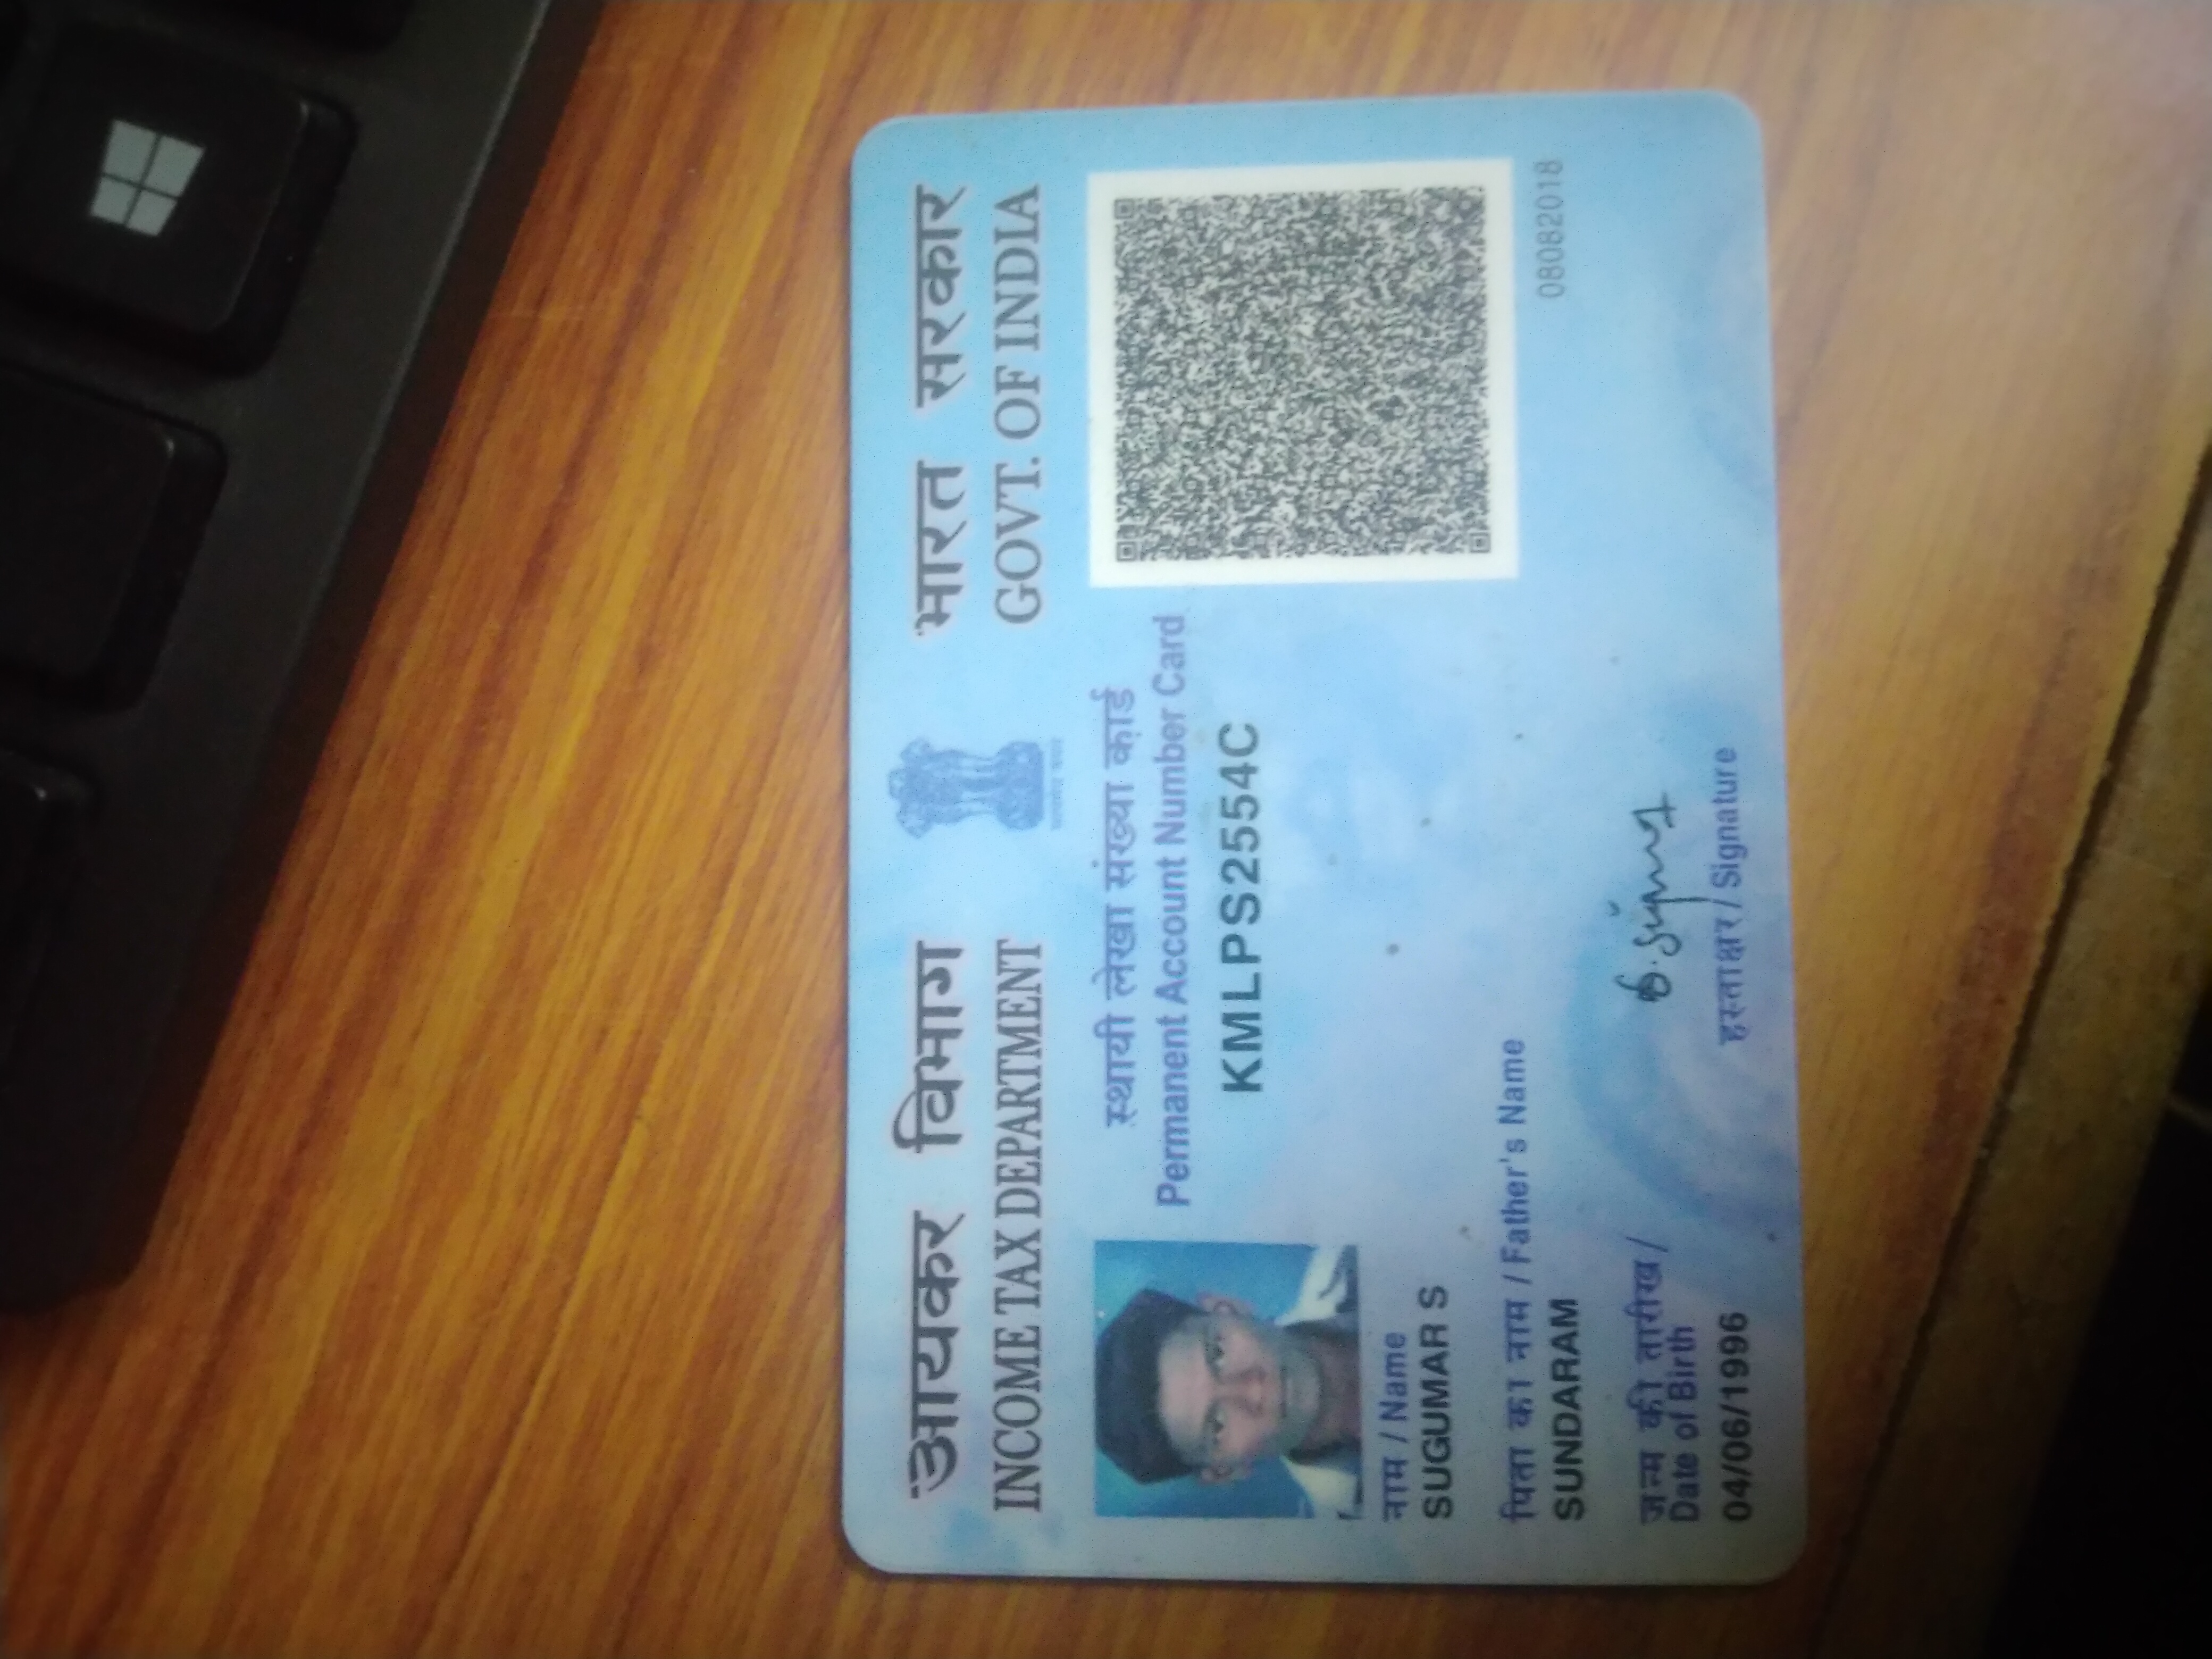 आयकर विभाग
INCOME TAX DEPARTMENT
भारत सरकार
GOVT. OF INDIA
स्थायी लेखा संख्या कार्ड
Permanent Account Number Card
KMLPS2554C
नाम / Name
SUGUMAR S
पिता का नाम / Father's Name
SUNDARAM
08082018
जन्म की तारीख /
Date of Birth
04/06/1996
हस्ताक्षर / Signature